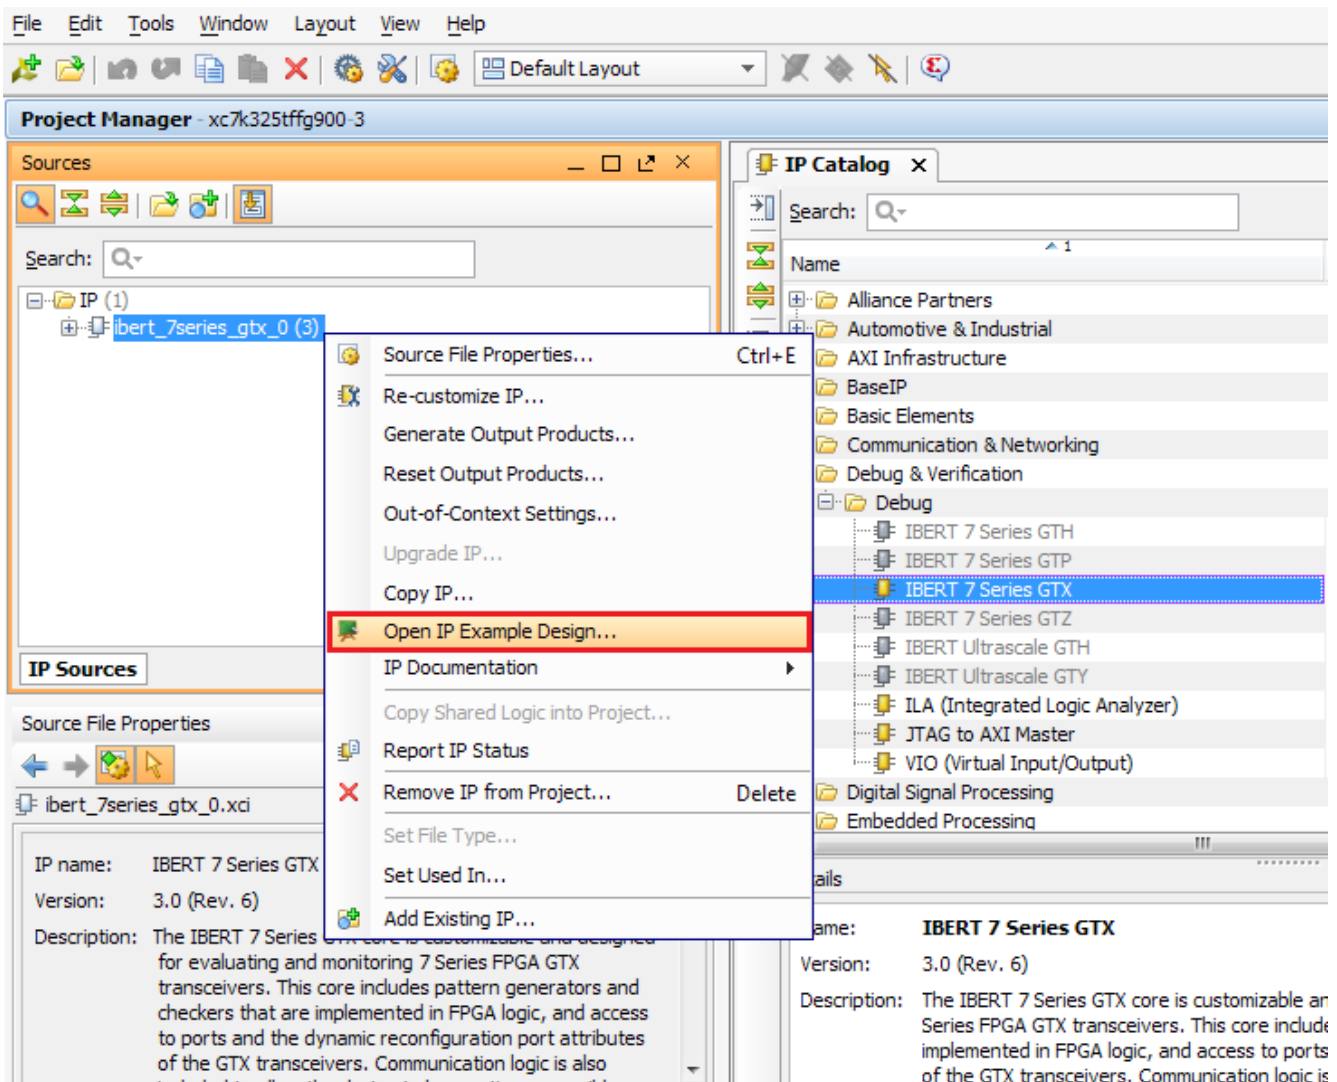 File Edit Tools Window Layout View Help
Default Layout
Project Manager - xc7k325tffg900-3
Sources
Search:
IP (1)
ibert_7series_gtx_0 (3)
Source File Properties... Ctrl+E
Re-customize IP...
Generate Output Products...
Reset Output Products...
Out-of-Context Settings...
Upgrade IP...
Copy IP...
Open IP Example Design...
IP Documentation
Copy Shared Logic into Project...
Report IP Status
Remove IP from Project... Delete
Set File Type...
Set Used In...
Add Existing IP...
IP Sources
Source File Properties
ibert_7series_gtx_0.xci
IP name: IBERT 7 Series GTX
Version: 3.0 (Rev. 6)
Description: The IBERT 7 Series GTX core is customizable and designed
for evaluating and monitoring 7 Series FPGA GTX
transceivers. This core includes pattern generators and
checkers that are implemented in FPGA logic, and access
to ports and the dynamic reconfiguration port attributes
of the GTX transceivers. Communication logic is also
IP Catalog
Search:
1
Name
Alliance Partners
Automotive & Industrial
AXI Infrastructure
BaseIP
Basic Elements
Communication & Networking
Debug & Verification
Debug
IBERT 7 Series GTH
IBERT 7 Series GTP
IBERT 7 Series GTX
IBERT 7 Series GTZ
IBERT Ultrascale GTH
IBERT Ultrascale GTY
ILA (Integrated Logic Analyzer)
JTAG to AXI Master
VIO (Virtual Input/Output)
Digital Signal Processing
Embedded Processing
ails
ame: IBERT 7 Series GTX
Version: 3.0 (Rev. 6)
Description: The IBERT 7 Series GTX core is customizable an
Series FPGA GTX transceivers. This core include
implemented in FPGA logic, and access to ports
of the GTX transceivers. Communication logic is